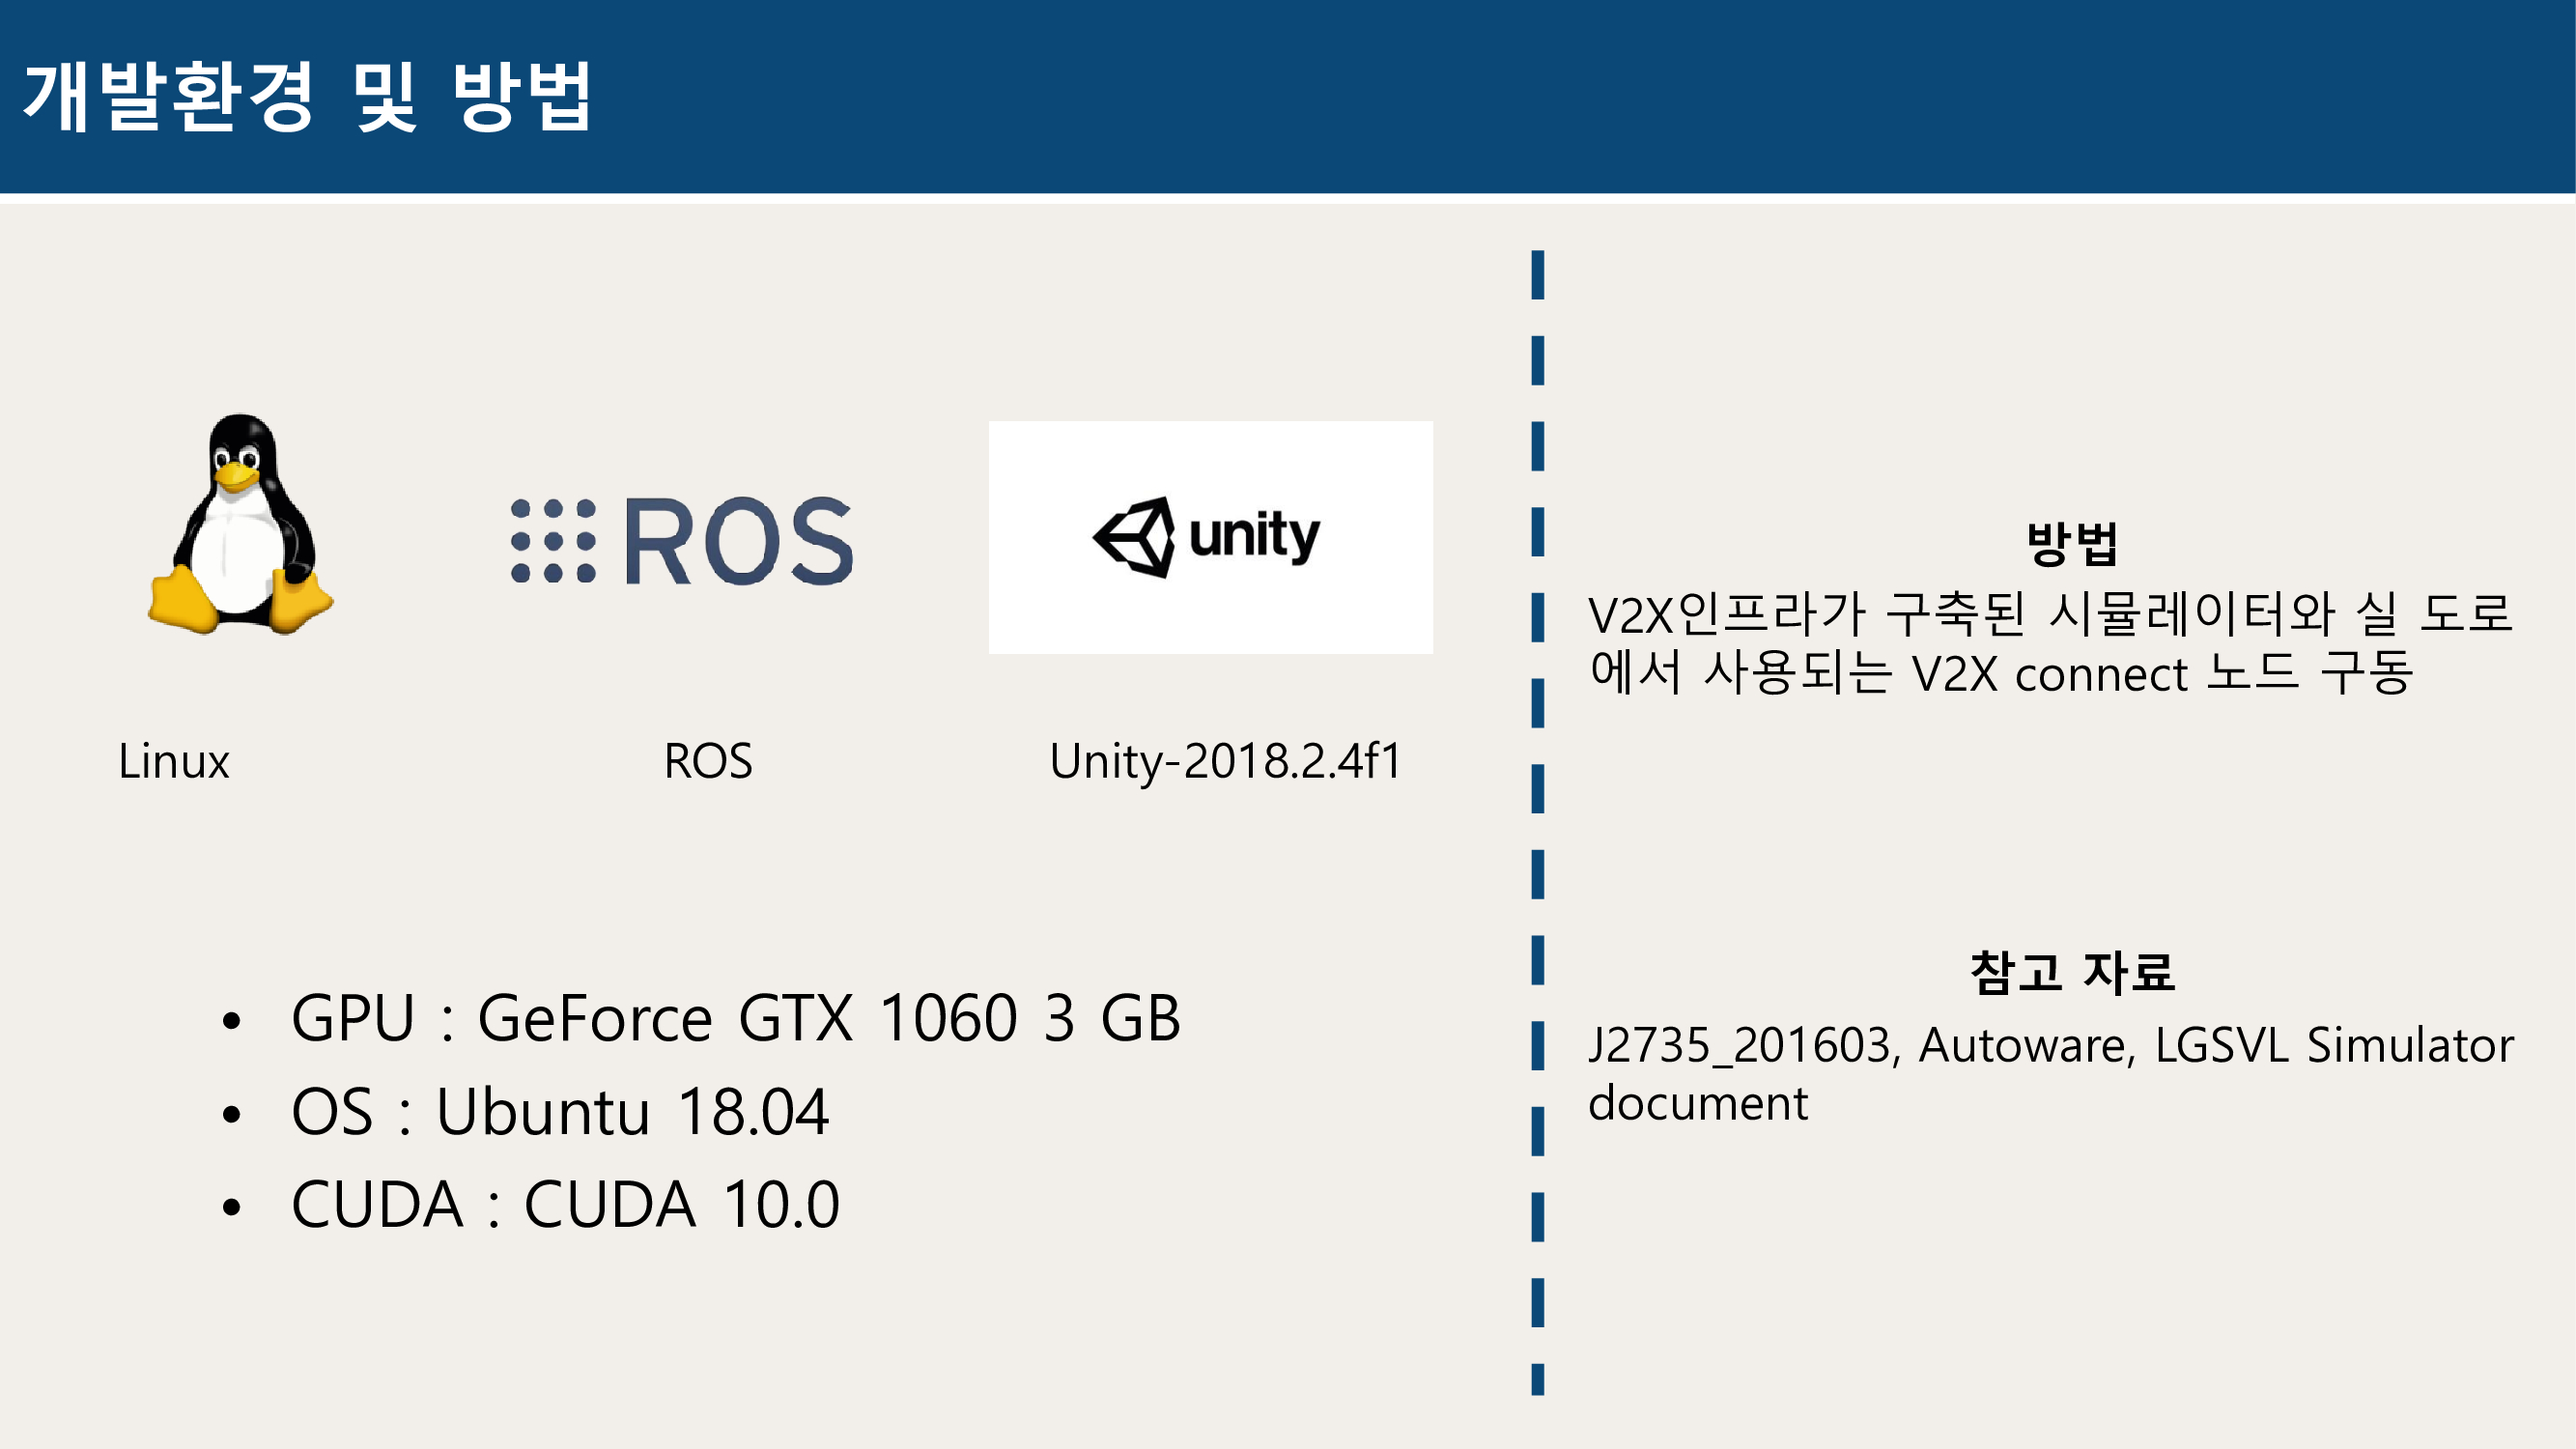 개발환경 및 방법
ROS
unity
Linux
ROS
Unity-2018.2.4f1
• GPU : GeForce GTX 1060 3 GB
• OS : Ubuntu 18.04
• CUDA : CUDA 10.0
방법
V2X인프라가 구축된 시뮬레이터와 실 도로
에서 사용되는 V2X connect 노드 구동
참고 자료
J2735_201603, Autoware, LGSVL Simulator
document